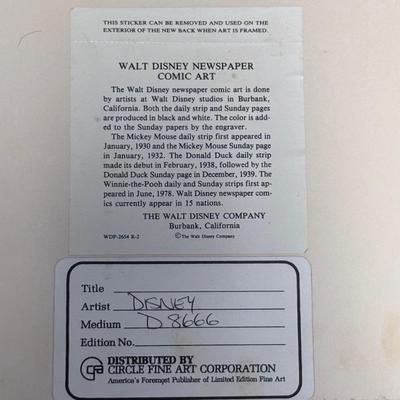 THIS STICKER CAN BE REMOVED AND USED ON THE
EXTERIOR OF THE NEW BACK WHEN ART IS FRAMED.
WALT DISNEY NEWSPAPER
COMIC ART
The Walt Disney newspaper comic art is done
by artists at Walt Disney studios in Burbank,
California. Both the daily strip and Sunday pages
are produced in black and white. The color is add-
ed to the Sunday papers by the engraver.
The Mickey Mouse daily strip first appeared in
January, 1930 and the Mickey Mouse Sunday page
in January, 1932. The Donald Duck daily strip
made its debut in February, 1938, followed by the
Donald Duck Sunday page in December, 1939. The
Winnie-the-Pooh daily and Sunday strips first ap-
peared in June, 1978. Walt Disney newspaper com-
ics currently appear in 15 nations.
THE WALT DISNEY COMPANY
Burbank, California
WDP-2654 R-2 ©The Walt Disney Company
Title
Artist DISNEY
Medium D8666
Edition No.
DISTRIBUTED BY
CIRCLE FINE ART CORPORATION
America's Foremost Publisher of Limited Edition Fine Art